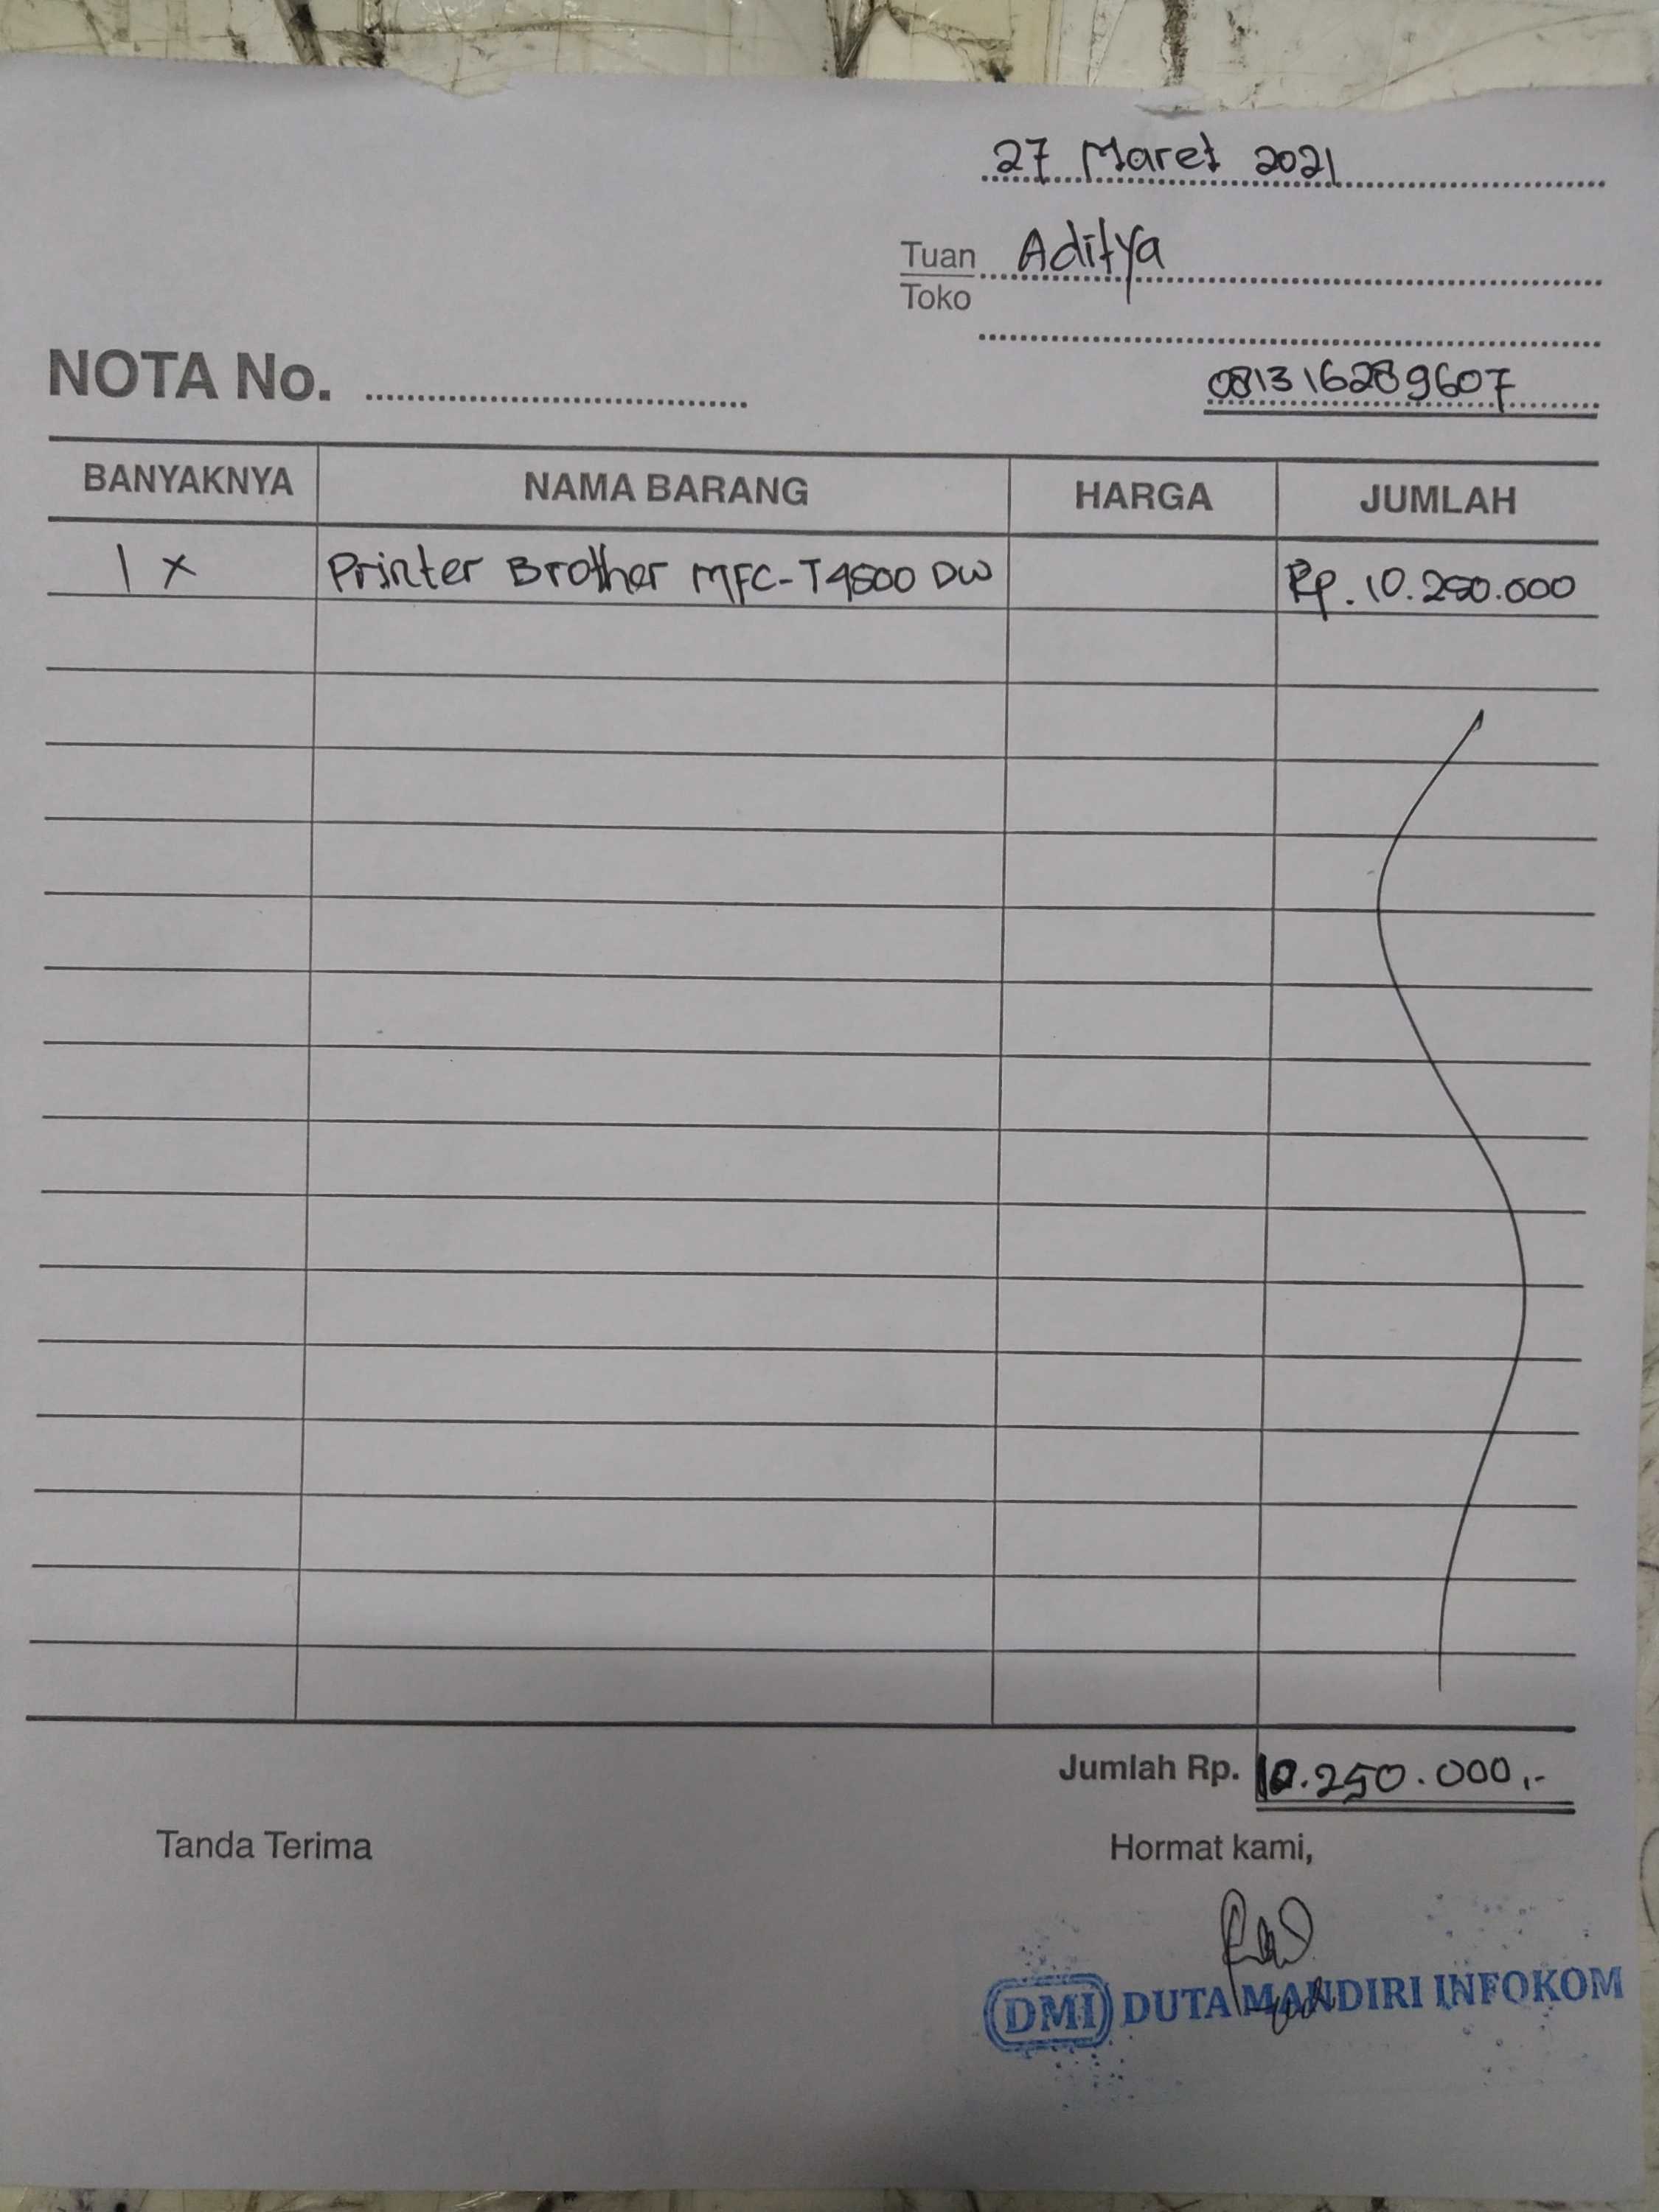 27 Maret 2021
Tuan Aditya
Toko
NOTA No.
081316289607
BANYAKNYA NAMA BARANG HARGA JUMLAH
1 x Printer Brother MFC-T4500 DW Rp. 10.250.000
Jumlah Rp. 10.250.000,-
Tanda Terima Hormat kami,
DMI DUTA MANDIRI INFOKOM